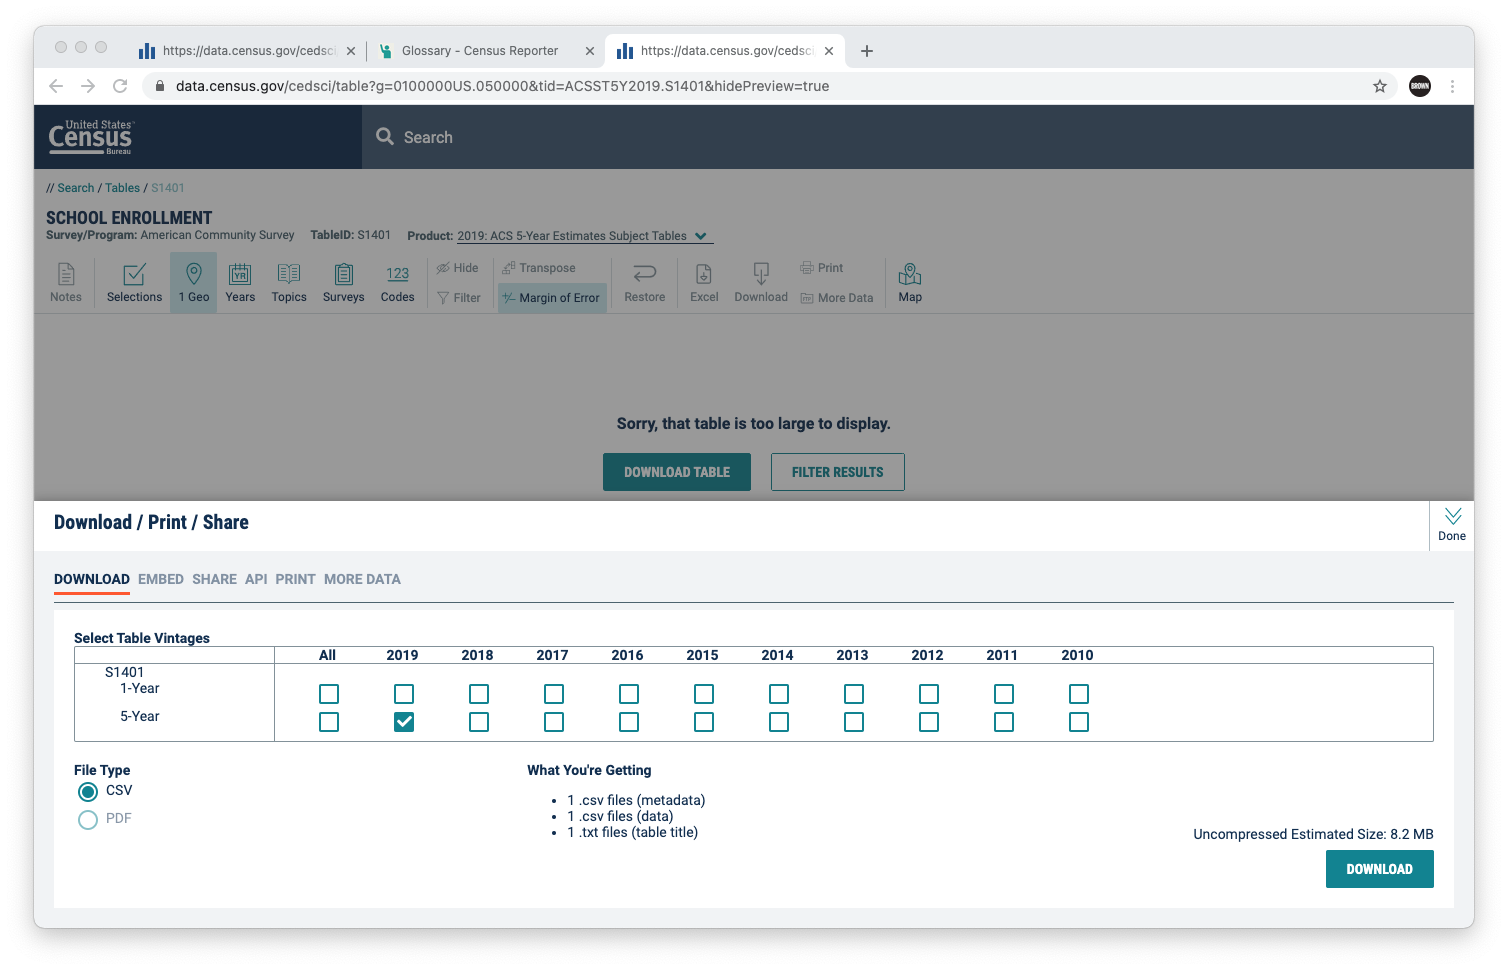 https://data.census.gov/cedsci
Glossary - Census Reporter
https://data.census.gov/cedsci
data.census.gov/cedsci/table?g=0100000US.050000&tid=ACSST5Y2019.S1401&hidePreview=true
BROWN
United States
Census
Bureau
Search
// Search / Tables / S1401
SCHOOL ENROLLMENT
Survey/Program: American Community Survey TableID: S1401 Product: 2019: ACS 5-Year Estimates Subject Tables
Notes Selections 1 Geo YR Years Topics Surveys 123 Codes Hide Filter Transpose Margin of Error Restore Excel Download Print More Data Map
Sorry, that table is too large to display.
DOWNLOAD TABLE FILTER RESULTS
Download / Print / Share
Done
DOWNLOAD EMBED SHARE API PRINT MORE DATA
Select Table Vintages
All 2019 2018 2017 2016 2015 2014 2013 2012 2011 2010
S1401
1-Year
5-Year
File Type
CSV
PDF
What You're Getting
• 1 .csv files (metadata)
• 1 .csv files (data)
• 1 .txt files (table title)
Uncompressed Estimated Size: 8.2 MB
DOWNLOAD